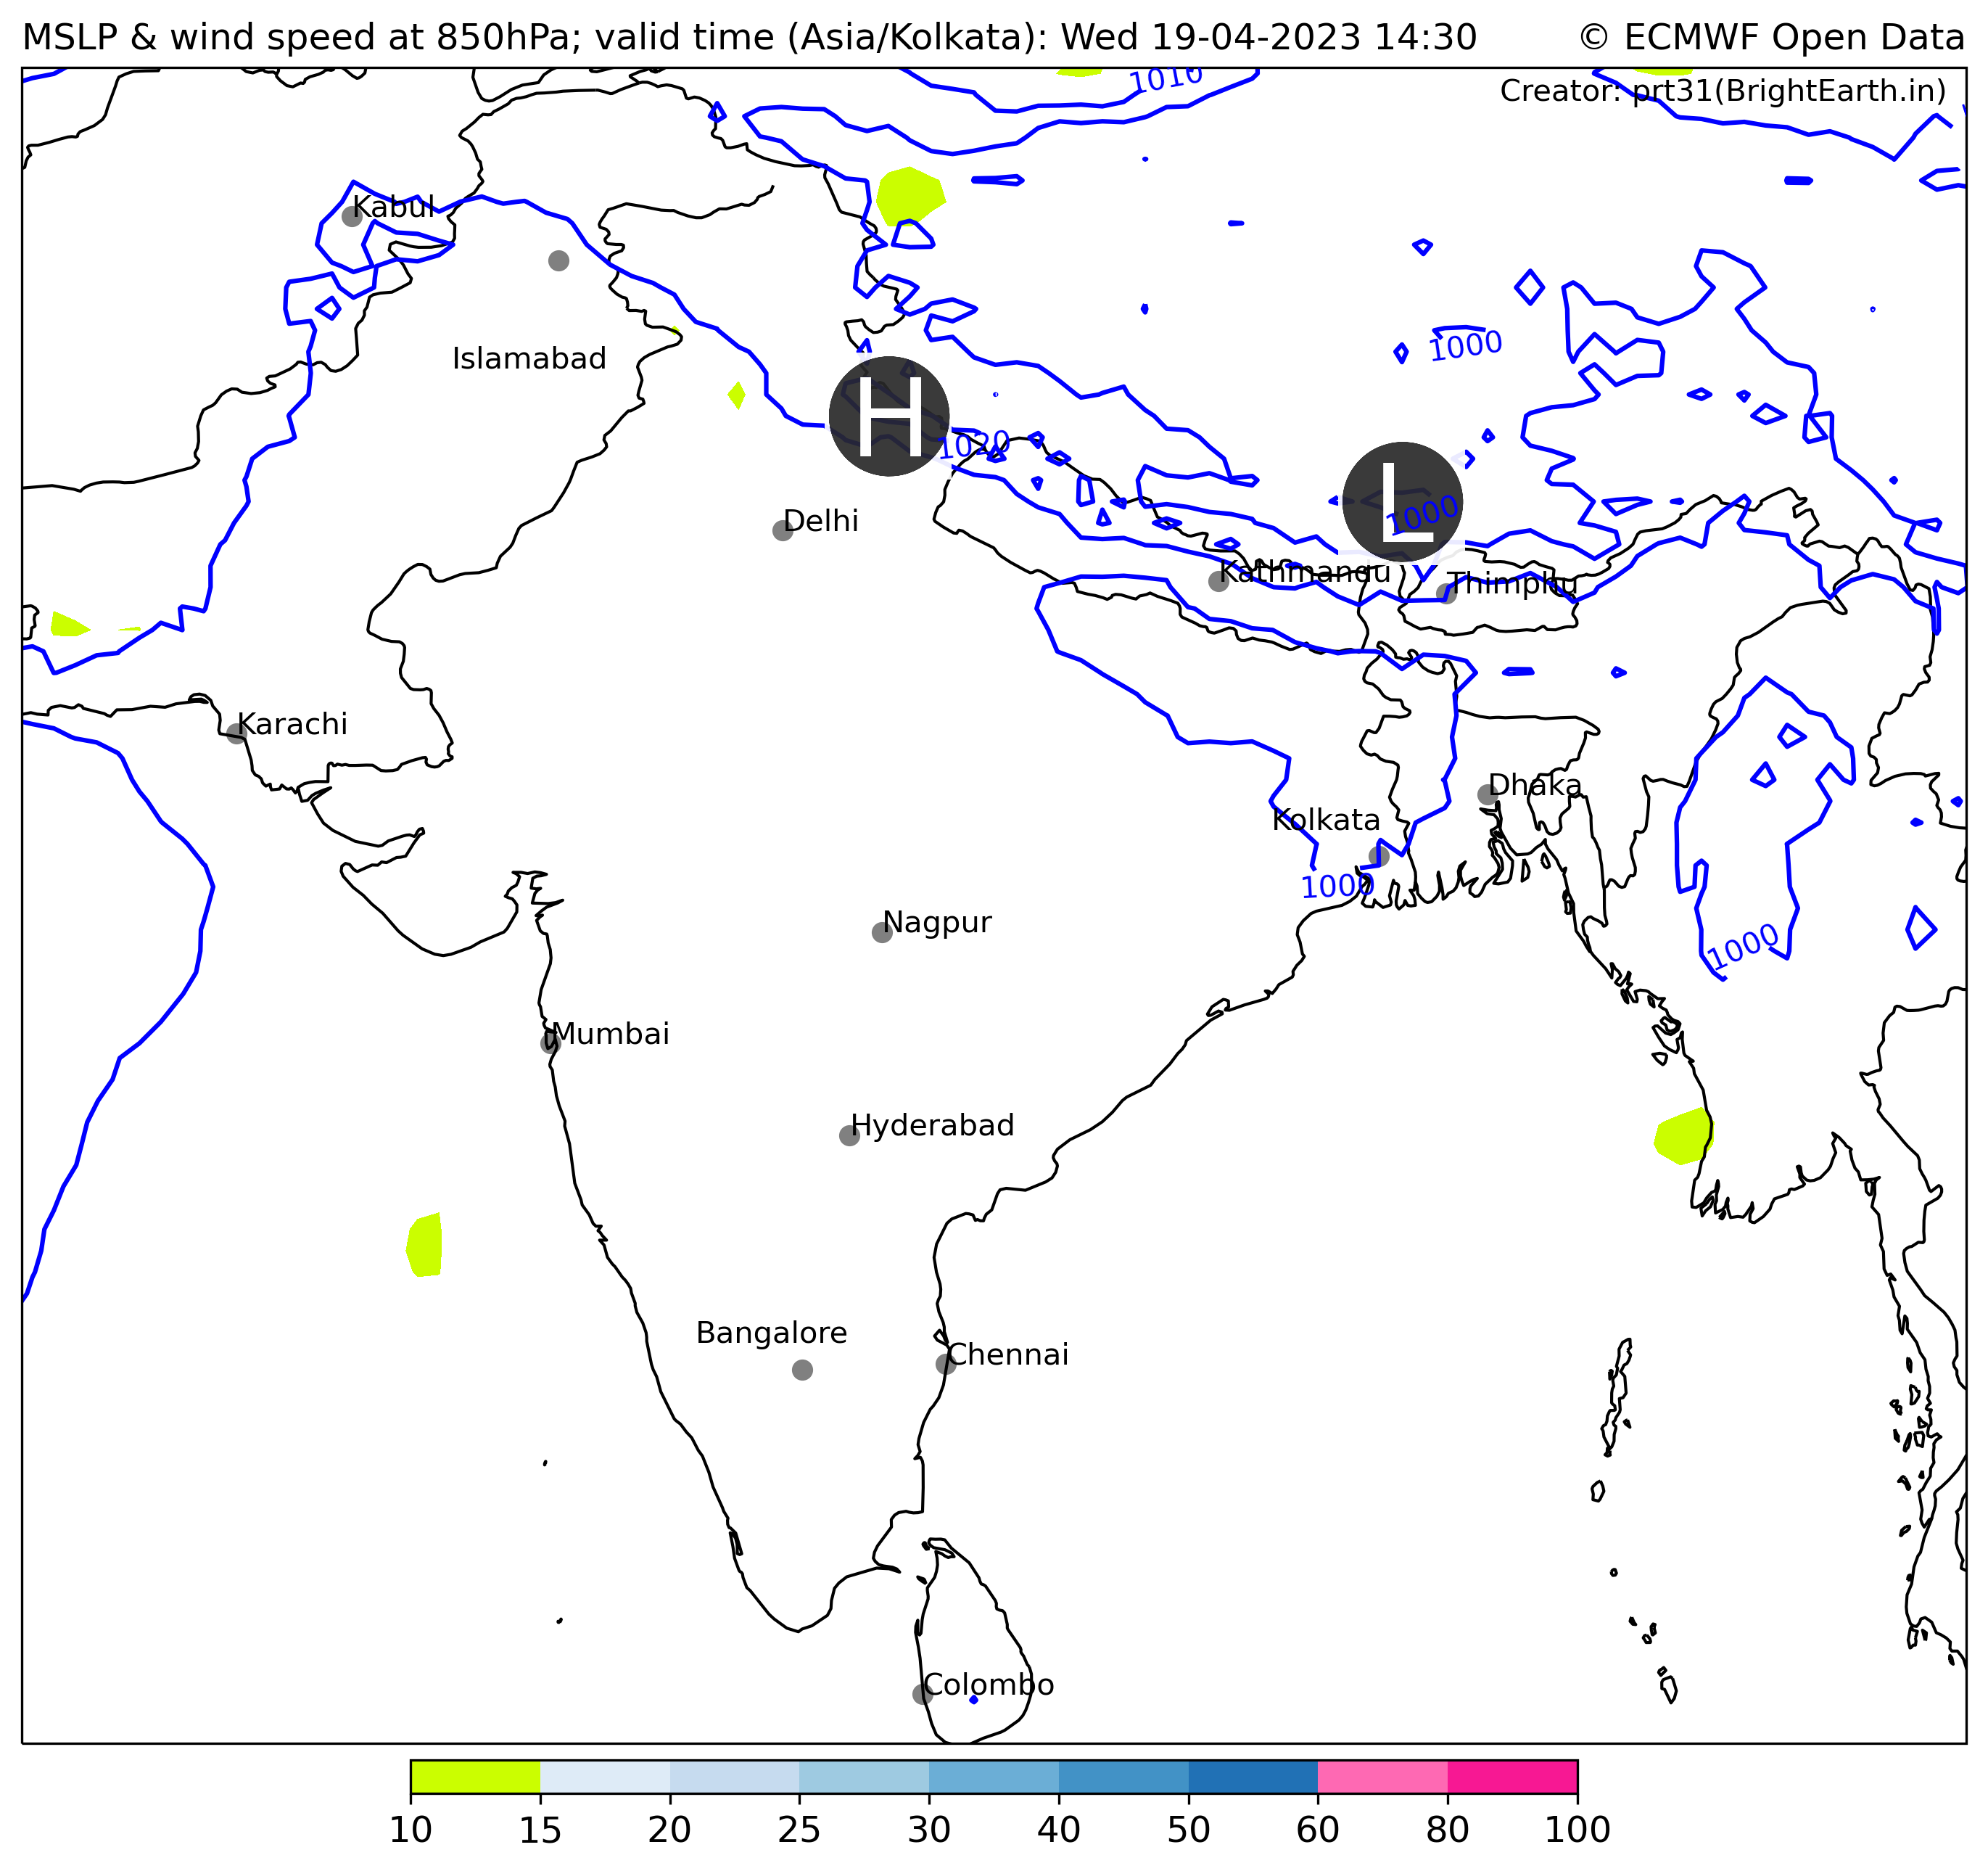 MSLP & wind speed at 850hPa; valid time (Asia/Kolkata): Wed 19-04-2023 14:30
© ECMWF Open Data
1010
Creator: prt31(BrightEarth.in)
Kabul
1000
Islamabad
H
1020
L
1000
Delhi
Kathmandu
Thimphu
Karachi
Dhaka
Kolkata
1000
Nagpur
1000
Mumbai
Hyderabad
Bangalore
Chennai
Colombo
10 15 20 25 30 40 50 60 80 100